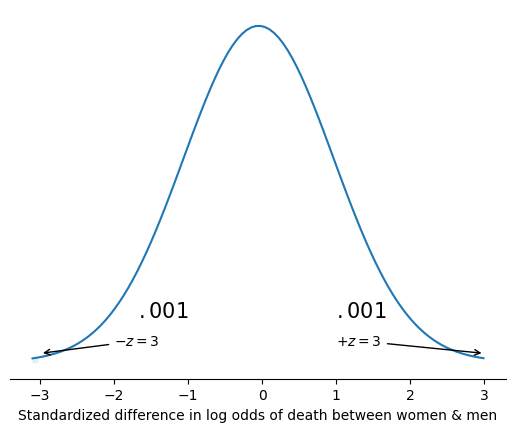 .001 .001
−z = 3 +z = 3
−3 −2 −1 0 1 2 3
Standardized difference in log odds of death between women & men